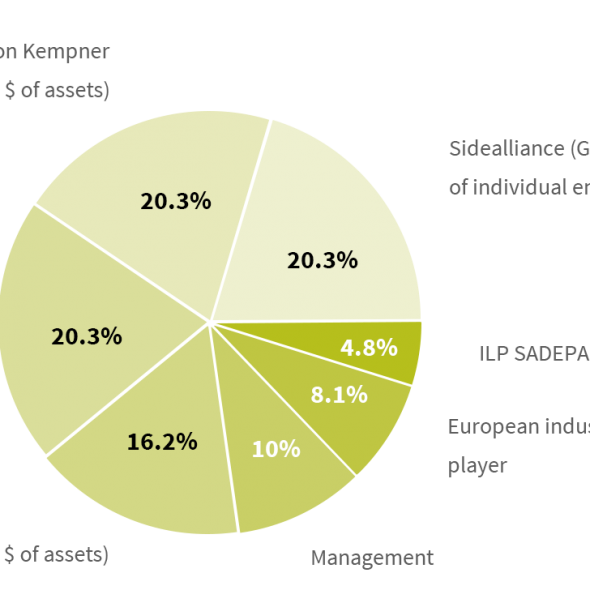 on Kempner
$ of assets)
Sidealliance (G
of individual er
20.3%
20.3%
20.3%
4.8%
ILP SADEPA
8.1%
European indus
player
16.2%
10%
$ of assets)
Management